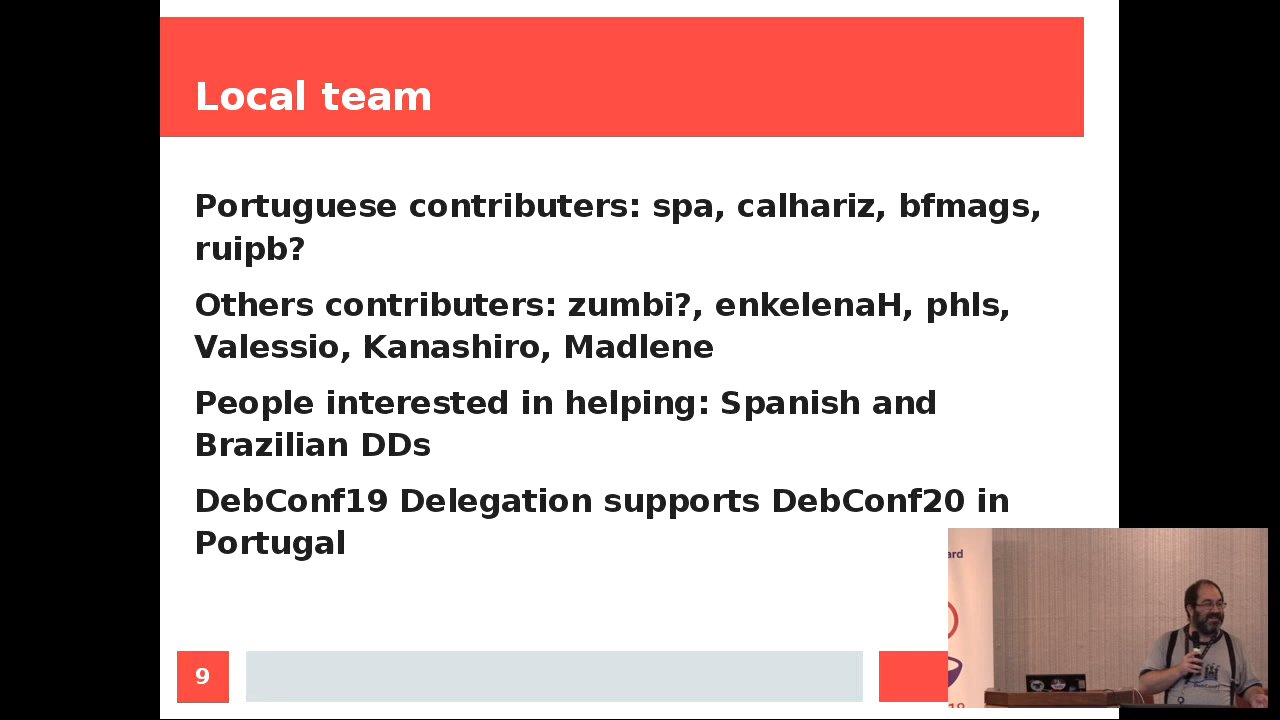 Local team
Portuguese contributers: spa, calhariz, bfmags,
ruipb?
Others contributers: zumbi?, enkelenaH, phls,
Valessio, Kanashiro, Madlene
People interested in helping: Spanish and
Brazilian DDs
DebConf19 Delegation supports DebConf20 in
Portugal
9
ard